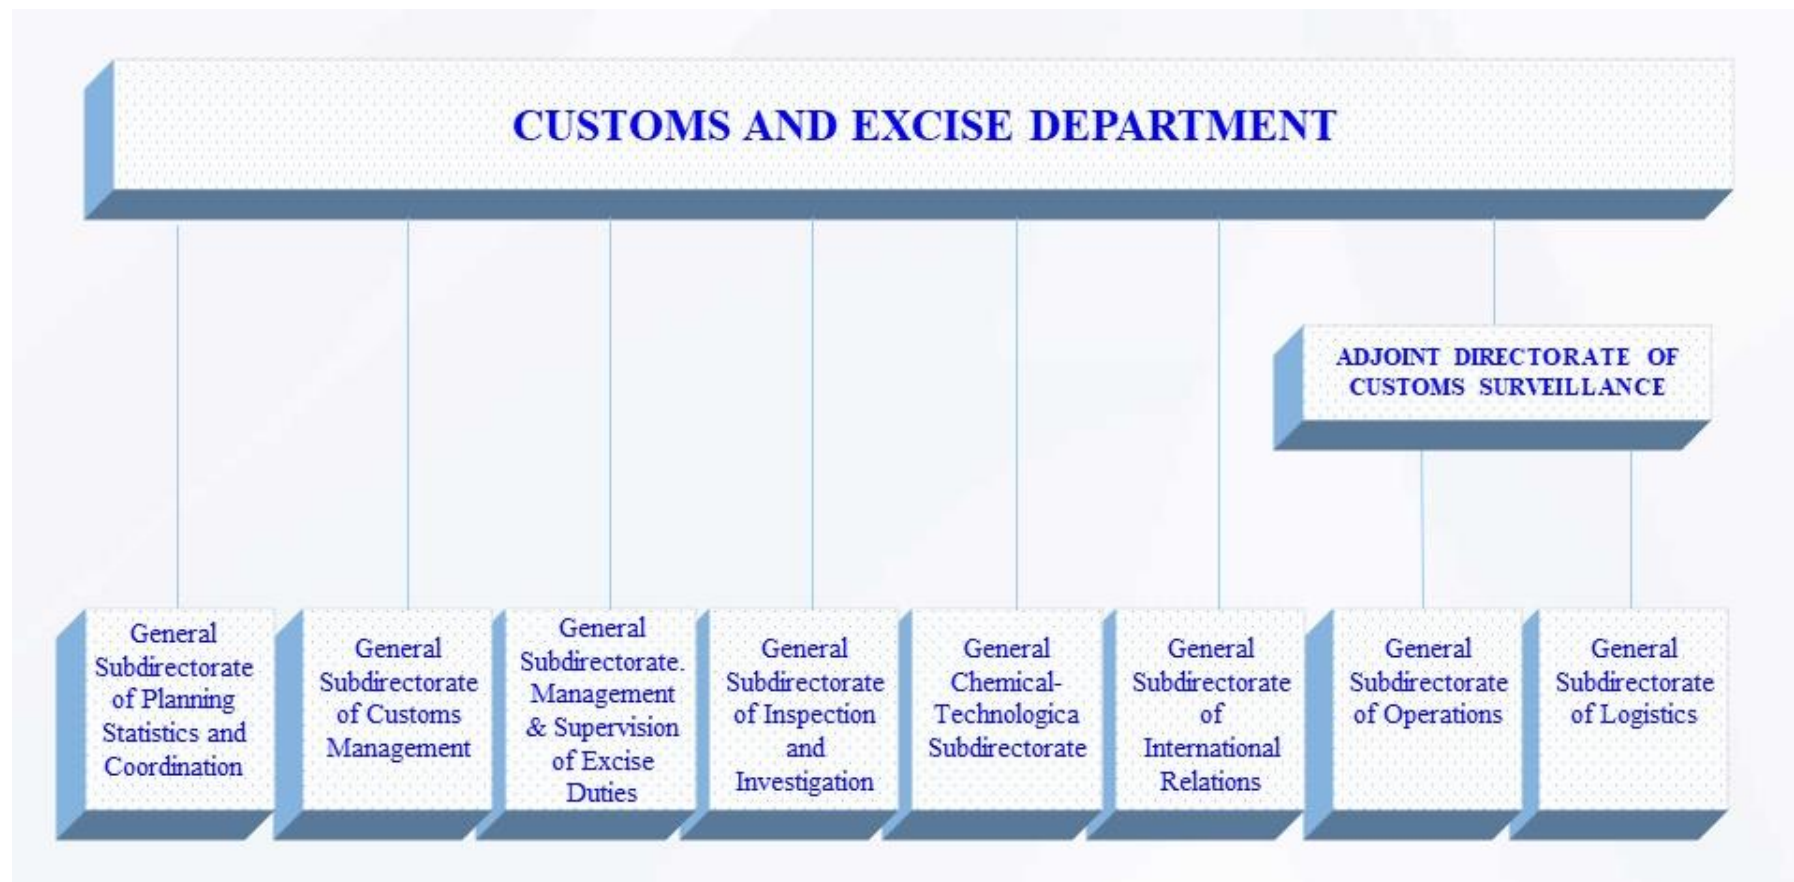 CUSTOMS AND EXCISE DEPARTMENT
ADJOINT DIRECTORATE OF
CUSTOMS SURVEILLANCE
General
Subdirectorate
of Planning
Statistics and
Coordination
General
Subdirectorate
of Customs
Management
General
Subdirectorate.
Management
& Supervision
of Excise
Duties
General
Subdirectorate
of Inspection
and
Investigation
General
Chemical-
Technologica
Subdirectorate
General
Subdirectorate
of
International
Relations
General
Subdirectorate
of Operations
General
Subdirectorate
of Logistics